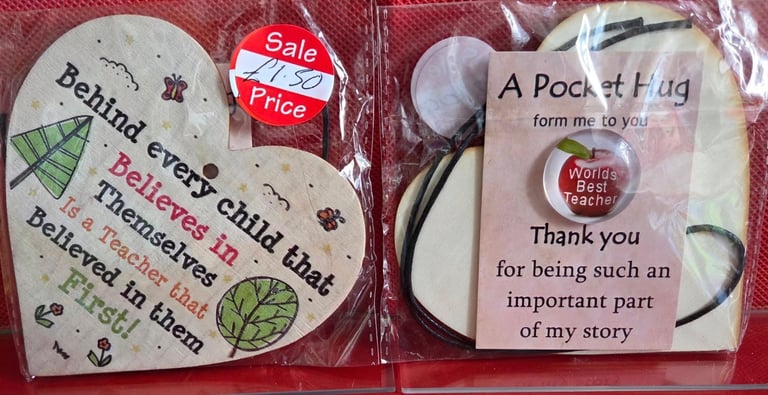 Sale
£1.50
Price
Behind every child that
Believes in
Themselves
Is a Teacher that
Believed in them
First!
A Pocket Hug
form me to you
Worlds
Best
Teacher
Thank you
for being such an
important part
of my story